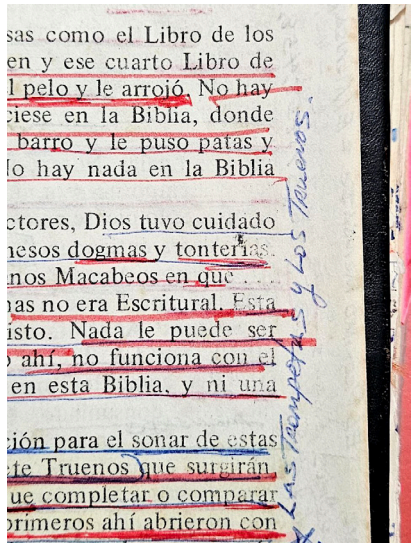 sas como el Libro de los
en y ese cuarto Libro de
l pelo y le arrojó. No hay
ciese en la Biblia, donde
barro y le puso patas y
No hay nada en la Biblia
ctores, Dios tuvo cuidado
nesos dogmas y tonterías.
nos Macabeos en que . . . .
nas no era Escritural. Esta
isto. Nada le puede ser
o ahí, no funciona con el
en esta Biblia, y ni una
ción para el sonar de estas
ete Truenos que surgirán
ue completar o comparar
primeros ahí abrieron con
Las Trompetas y Los Truenos.